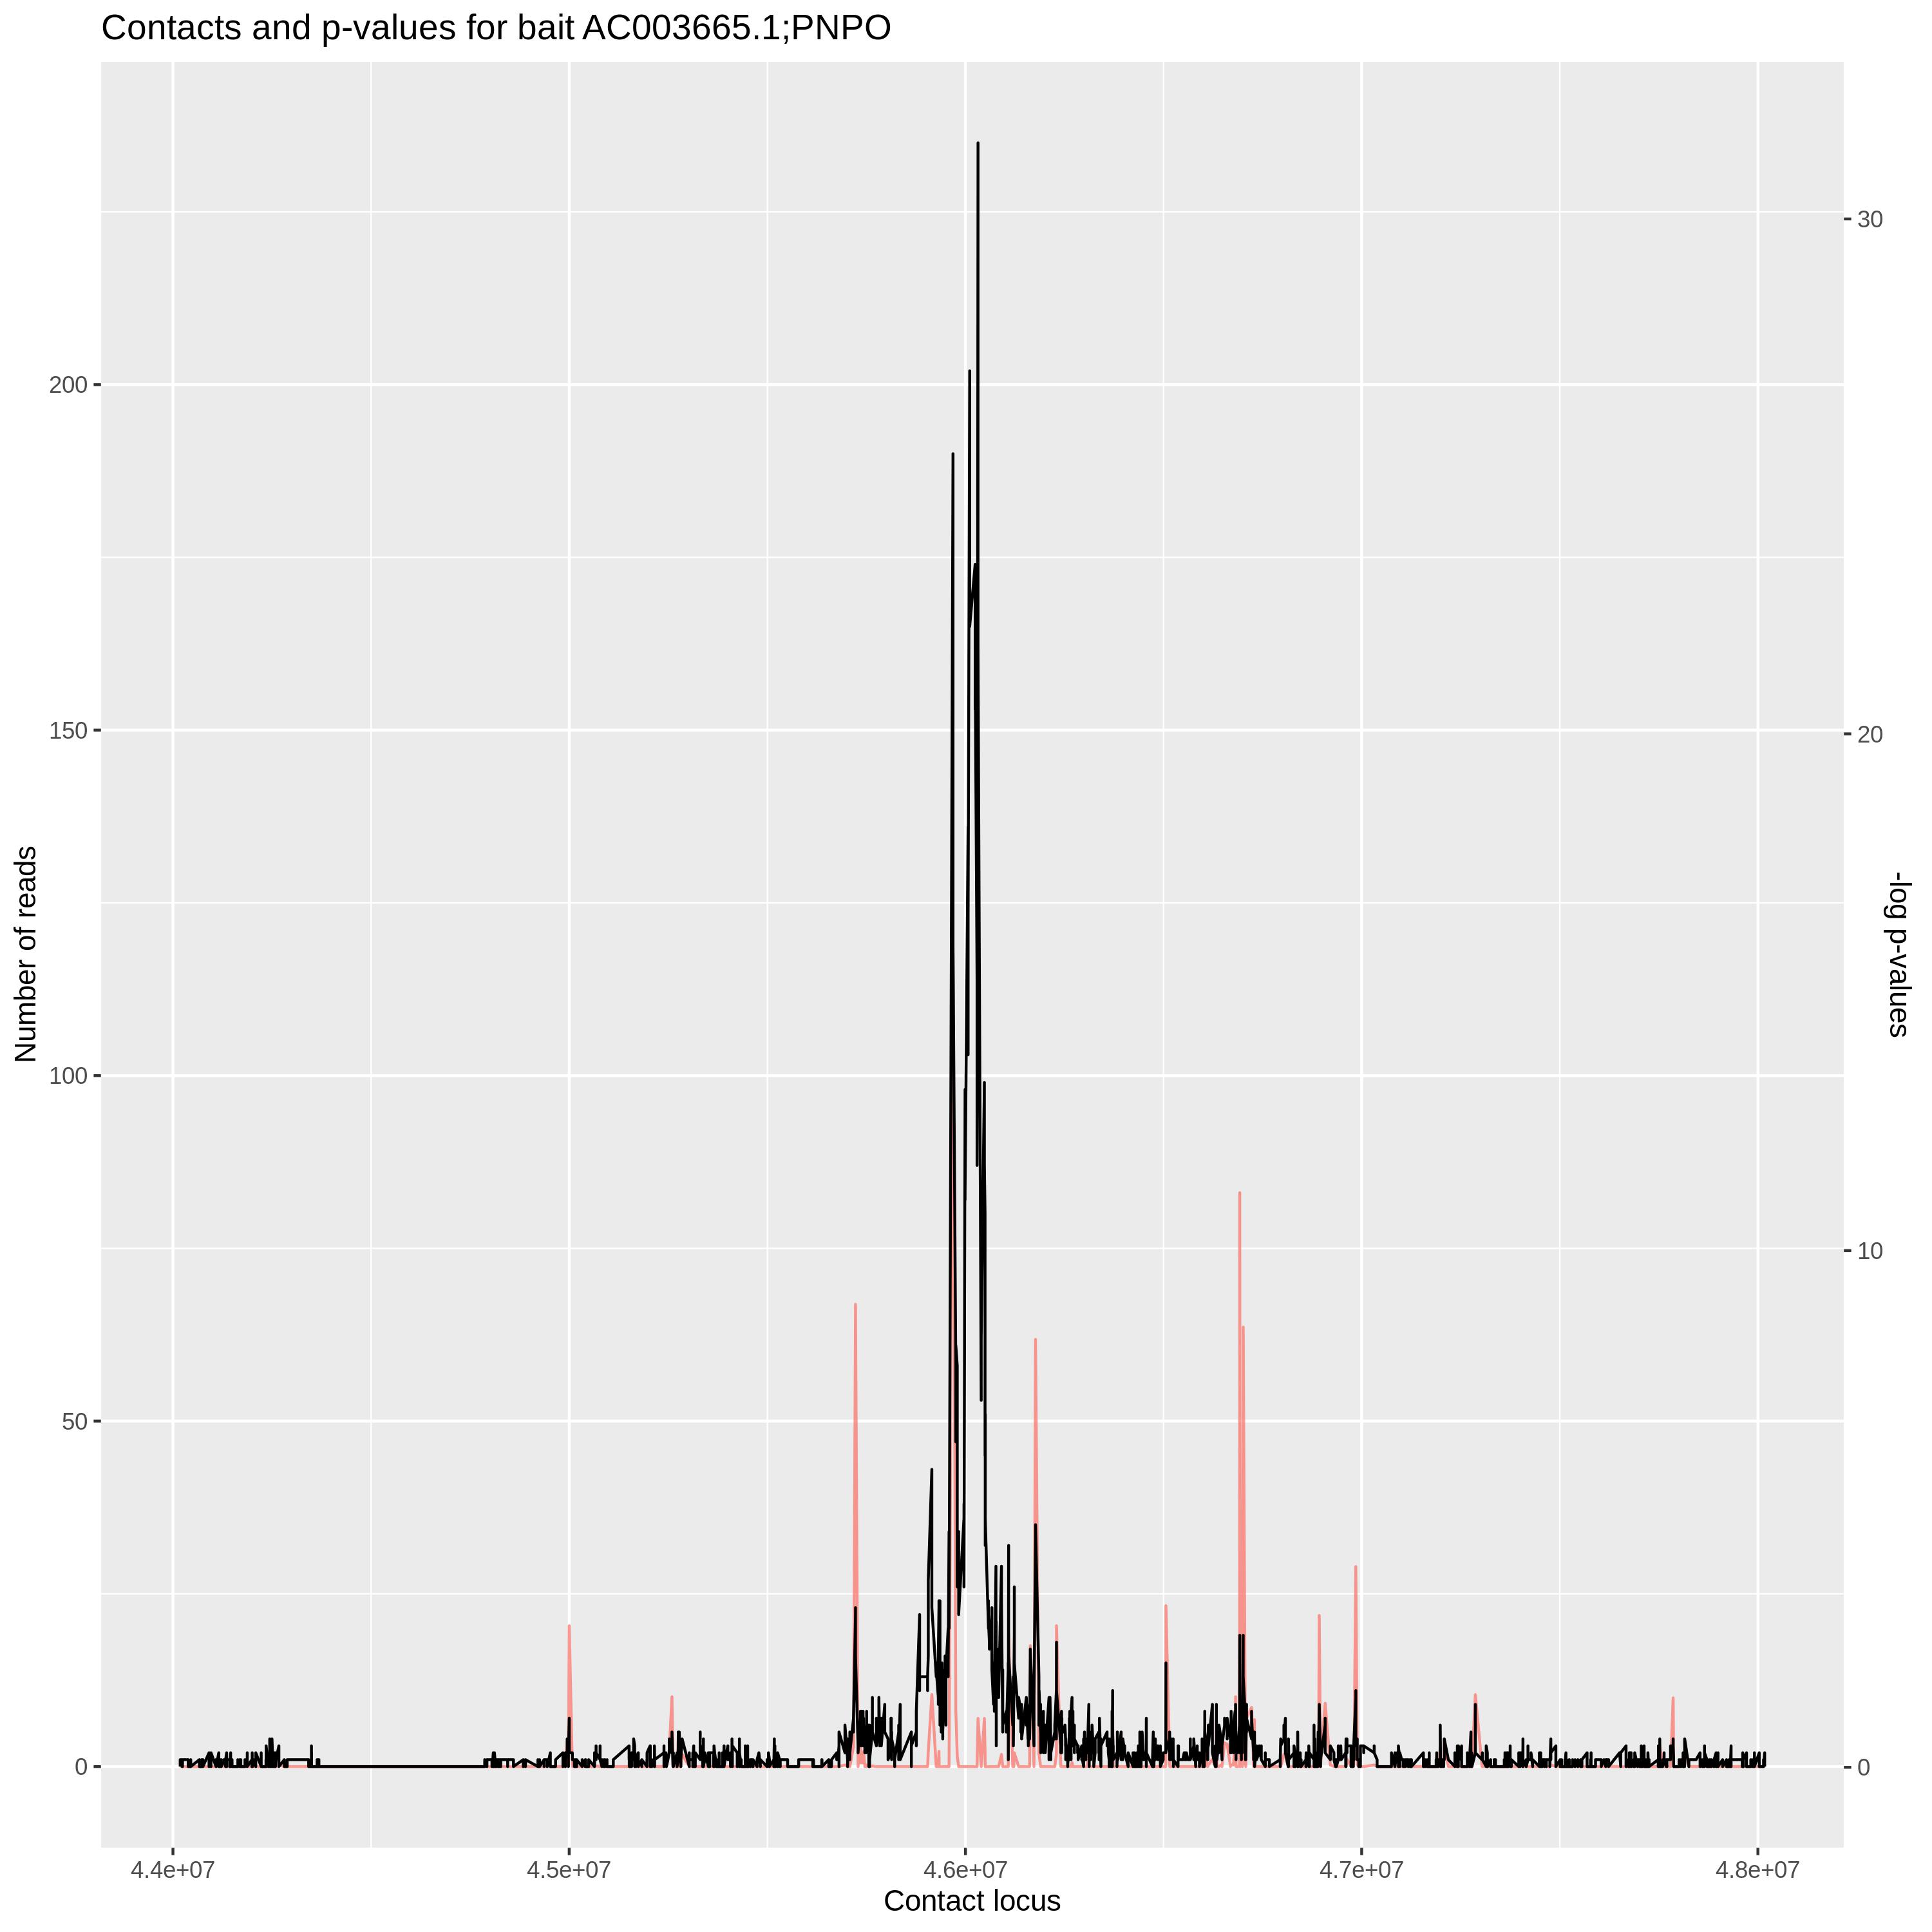 Contacts and p-values for bait AC003665.1;PNPO
Number of reads
200
150
100
50
0
30
20
10
0
-log p-values
4.4e+07
4.5e+07
4.6e+07
4.7e+07
4.8e+07
Contact locus